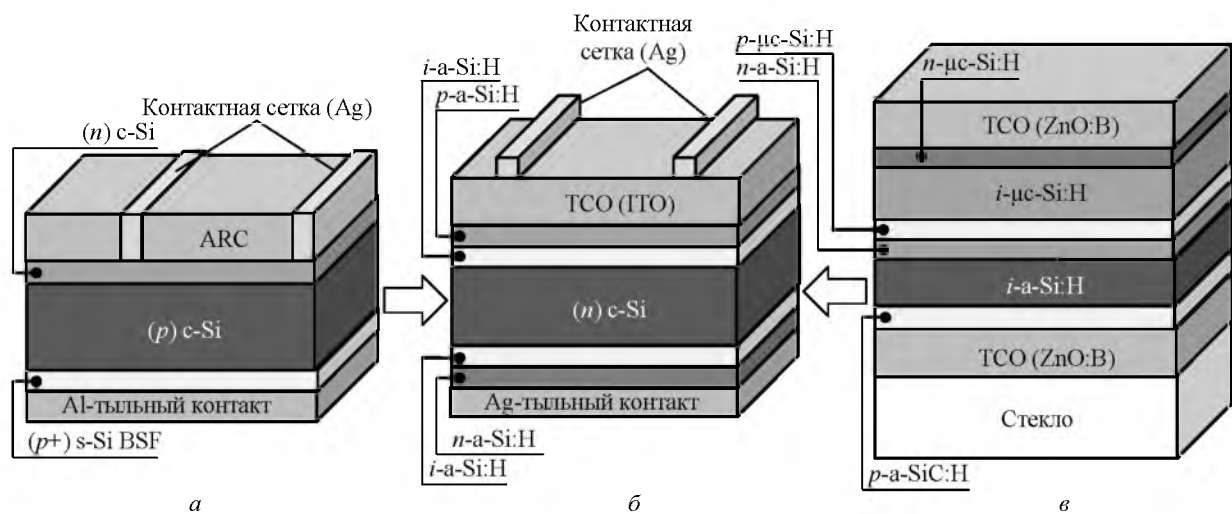 Контактная сетка (Ag)
(n) c-Si
ARC
(p) c-Si
Al-тыльный контакт
(p+) s-Si BSF
а
Контактная
сетка (Ag)
i-a-Si:H
p-a-Si:H
TCO (ITO)
(n) c-Si
Ag-тыльный контакт
n-a-Si:H
i-a-Si:H
б
p-μc-Si:H
n-a-Si:H
n-μc-Si:H
TCO (ZnO:B)
i-μc-Si:H
i-a-Si:H
TCO (ZnO:B)
Стекло
p-a-SiC:H
в